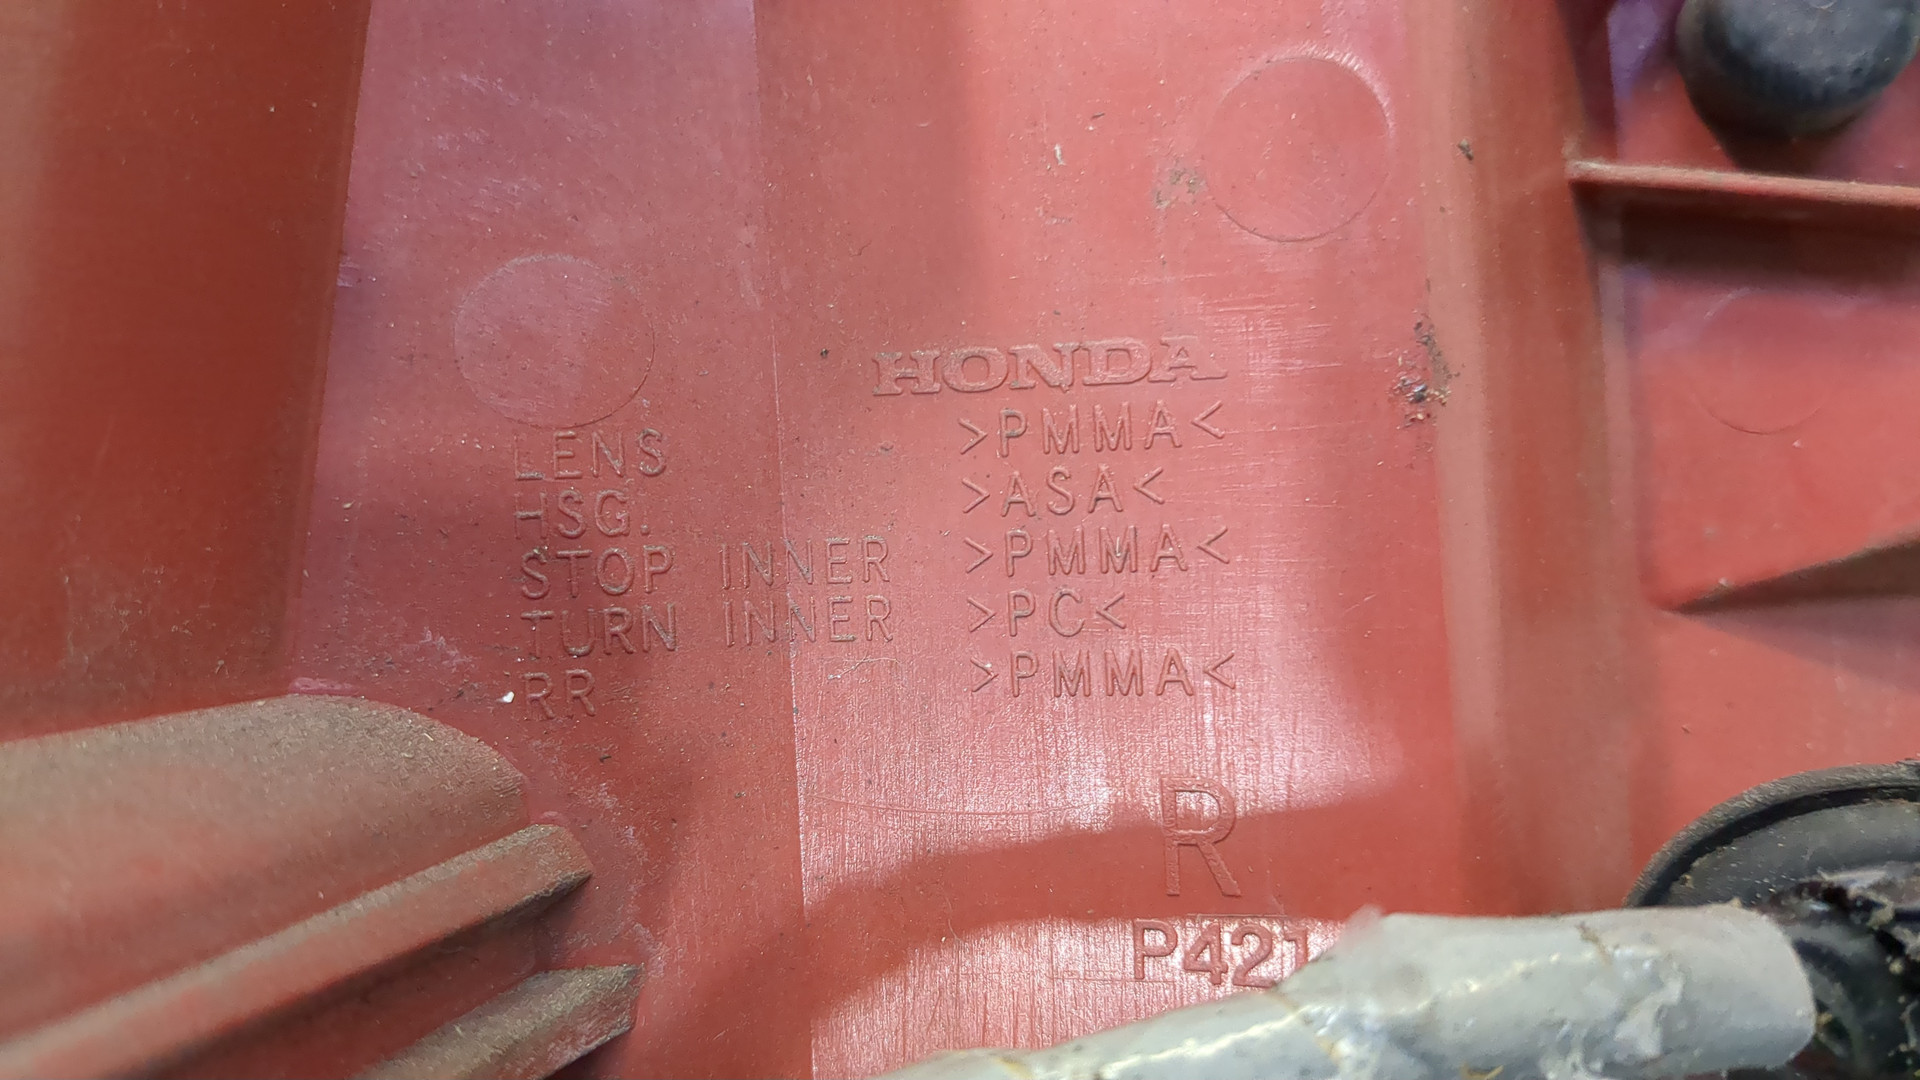 HONDA
LENS >PMMA<
HSG. >ASA<
STOP INNER >PMMA<
TURN INNER >PC<
RR >PMMA<
R
P421